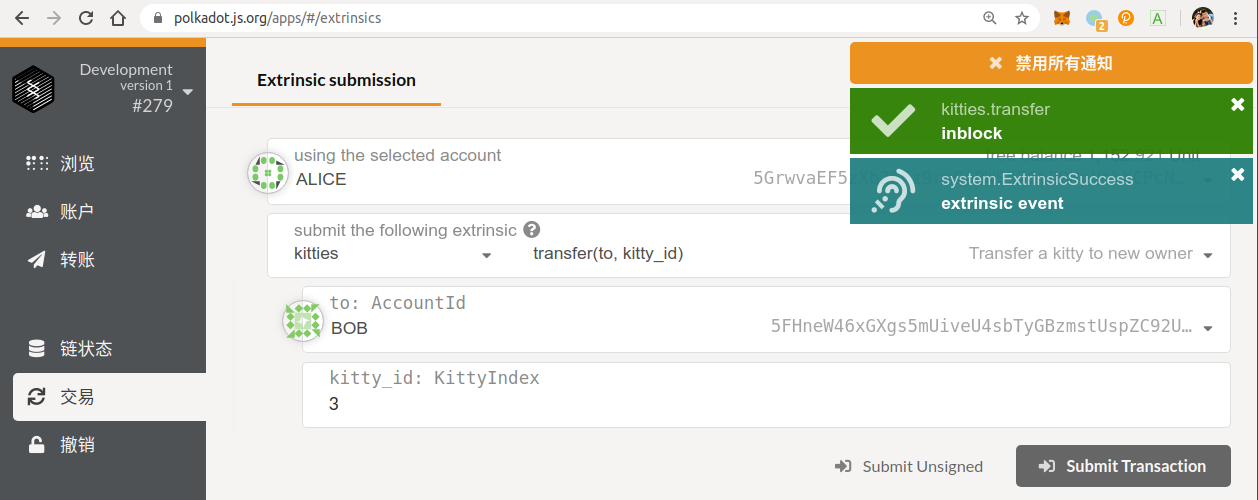 polkadot.js.org/apps/#/extrinsics
2
A
Development
version 1
#279
浏览
账户
转账
链状态
交易
撤销
Extrinsic submission
禁用所有通知
kitties.transfer
inblock
system.ExtrinsicSuccess
extrinsic event
using the selected account
ALICE
submit the following extrinsic
kitties
transfer(to, kitty_id)
Transfer a kitty to new owner
to: AccountId
BOB
5FHneW46xGXgs5mUiveU4sbTyGBzmstUspZC92U…
kitty_id: KittyIndex
3
Submit Unsigned
Submit Transaction